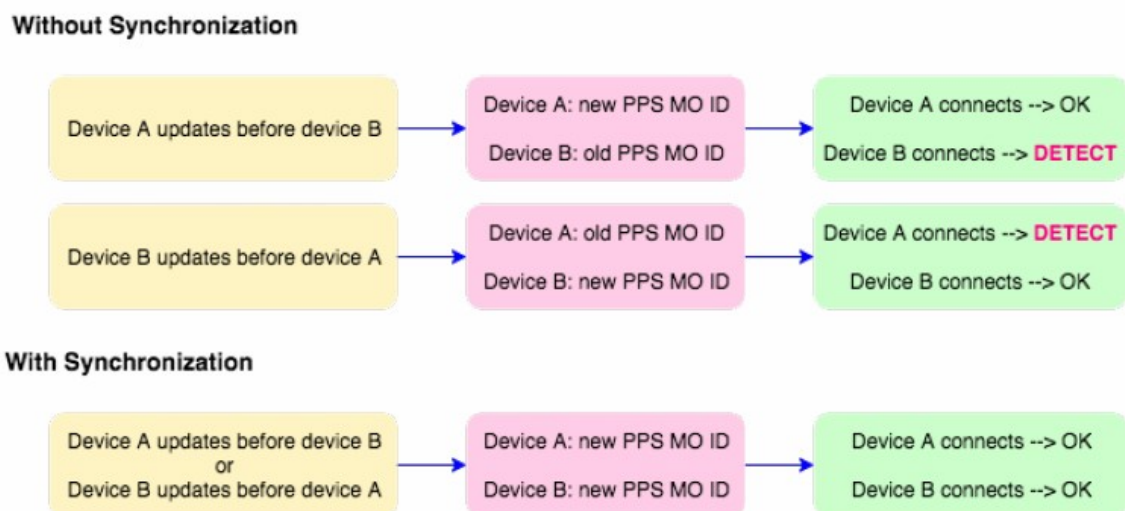 Without Synchronization
Device A updates before device B
Device A: new PPS MO ID
Device B: old PPS MO ID
Device A connects --> OK
Device B connects --> DETECT
Device B updates before device A
Device A: old PPS MO ID
Device B: new PPS MO ID
Device A connects --> DETECT
Device B connects --> OK
With Synchronization
Device A updates before device B
or
Device B updates before device A
Device A: new PPS MO ID
Device B: new PPS MO ID
Device A connects --> OK
Device B connects --> OK